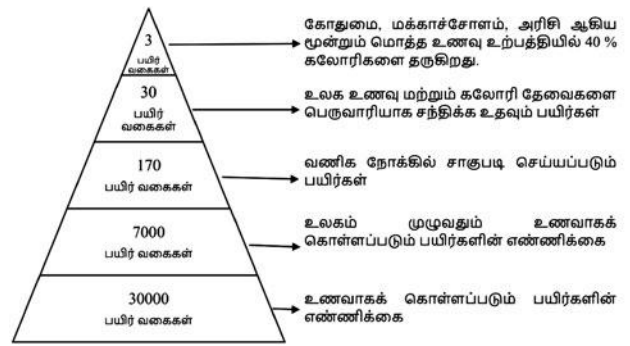 3
பயிர்
வகைகள்
கோதுமை, மக்காச்சோளம், அரிசி ஆகிய
மூன்றும் மொத்த உணவு உற்பத்தியில் 40 %
கலோரிகளை தருகிறது.
30
பயிர்
வகைகள்
உலக உணவு மற்றும் கலோரி தேவைகளை
பெருவாரியாக சந்திக்க உதவும் பயிர்கள்
170
பயிர் வகைகள்
வணிக நோக்கில் சாகுபடி செய்யப்படும்
பயிர்கள்
7000
பயிர் வகைகள்
உலகம் முழுவதும் உணவாகக்
கொள்ளப்படும் பயிர்களின் எண்ணிக்கை
30000
பயிர் வகைகள்
உணவாகக் கொள்ளப்படும் பயிர்களின்
எண்ணிக்கை